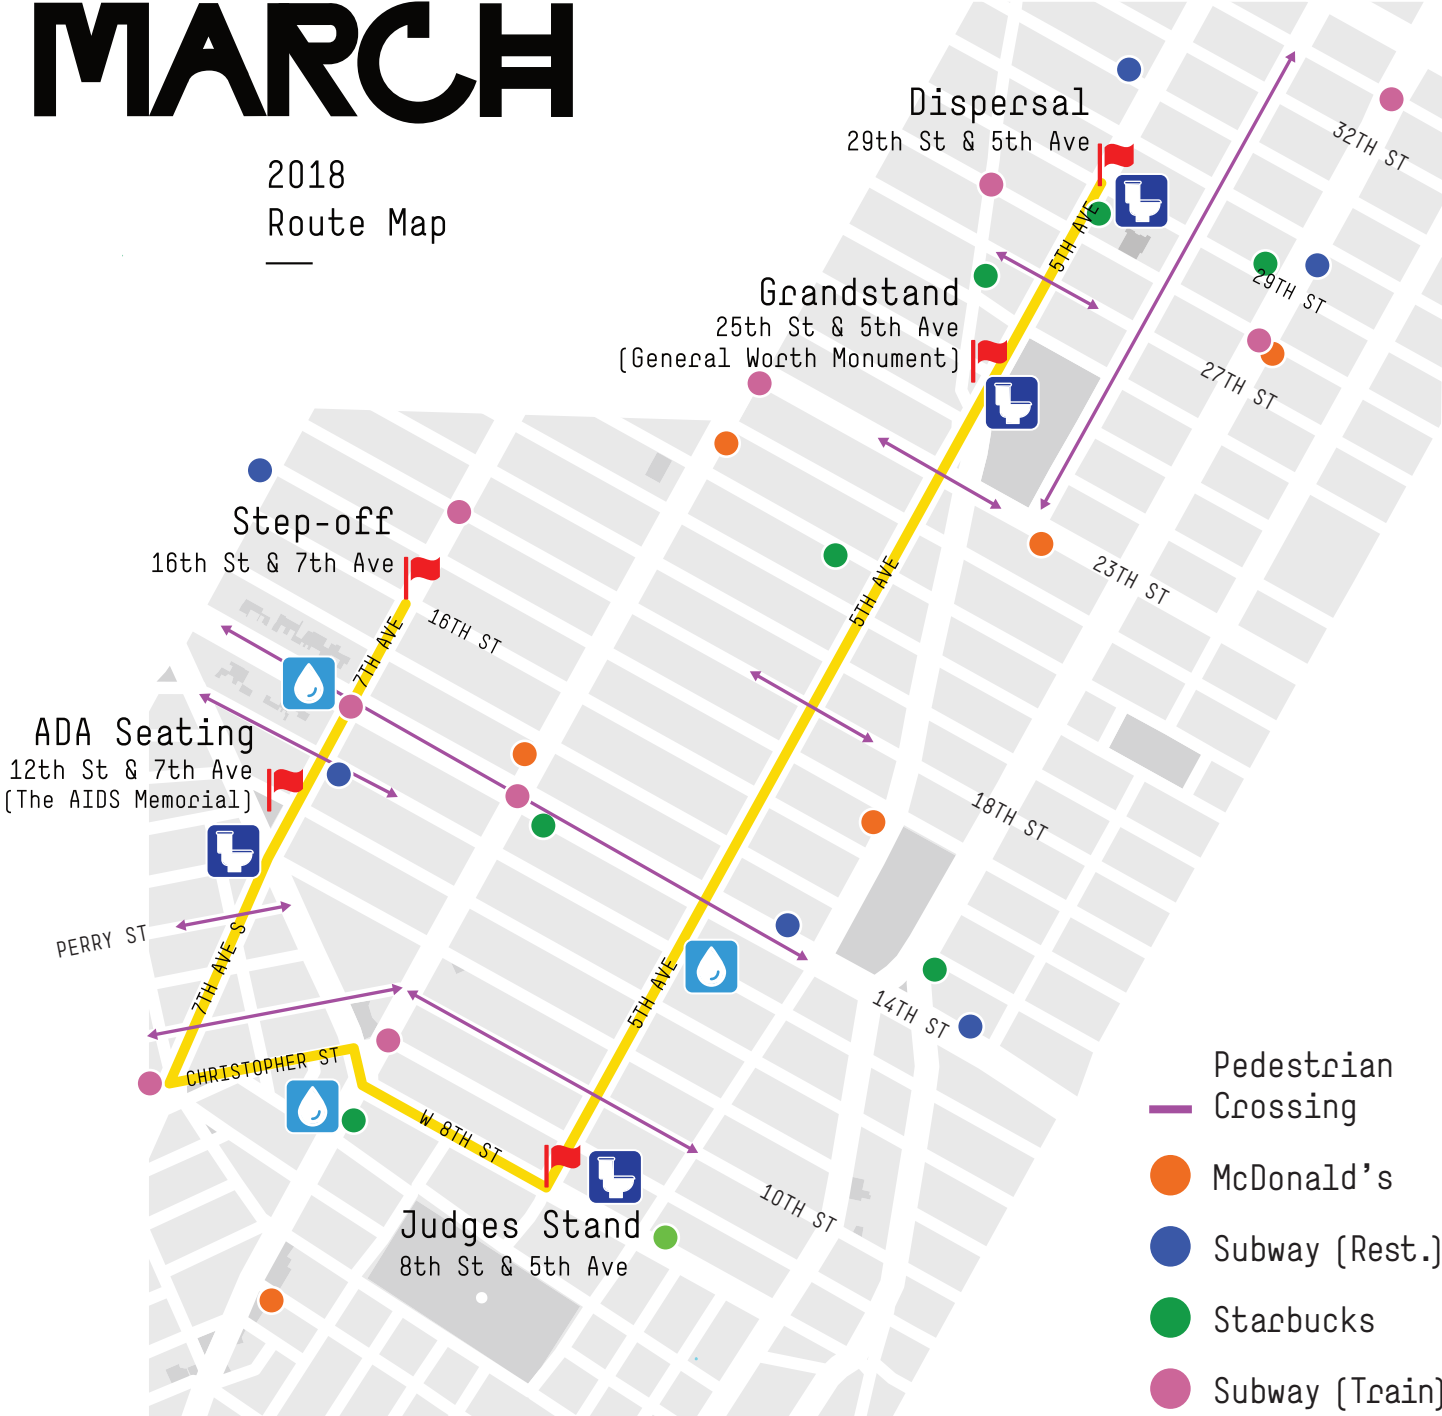 MARCH
2018
Route Map
Dispersal
29th St & 5th Ave
32TH ST
5TH AVE
29TH ST
Grandstand
25th St & 5th Ave
(General Worth Monument)
27TH ST
Step-off
16th St & 7th Ave
16TH ST
7TH AVE
5TH AVE
23TH ST
ADA Seating
12th St & 7th Ave
(The AIDS Memorial)
18TH ST
PERRY ST
7TH AVE S
5TH AVE
14TH ST
CHRISTOPHER ST
W 8TH ST
10TH ST
Judges Stand
8th St & 5th Ave
Pedestrian
Crossing
McDonald's
Subway (Rest.)
Starbucks
Subway (Train)